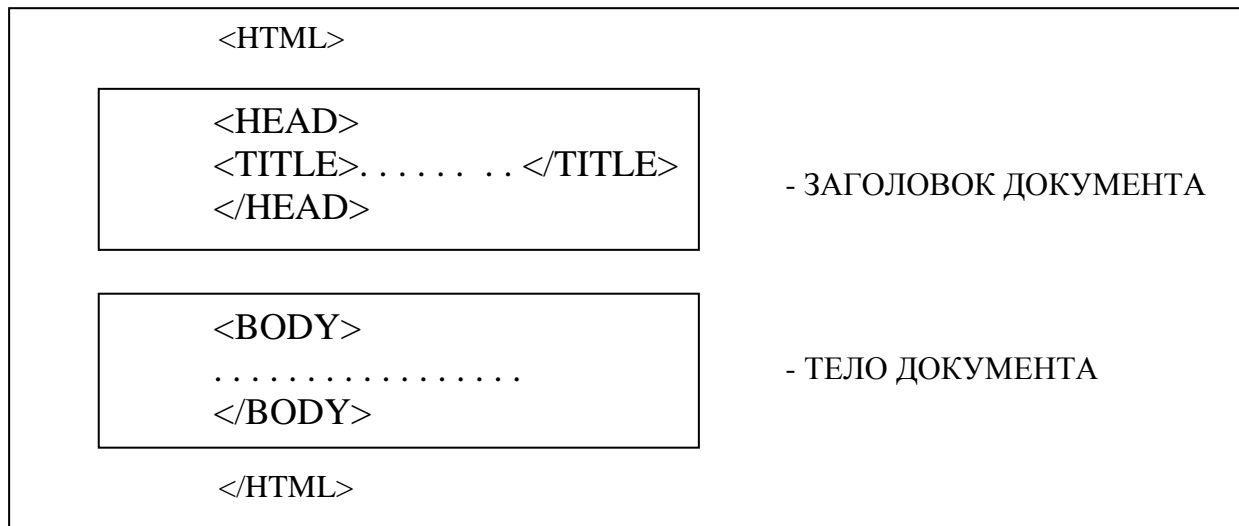 <HTML>
<HEAD>
<TITLE>. . . . . . . . </TITLE>
</HEAD>
- ЗАГОЛОВОК ДОКУМЕНТА
<BODY>
. . . . . . . . . . . . . . . . .
- ТЕЛО ДОКУМЕНТА
</BODY>
</HTML>